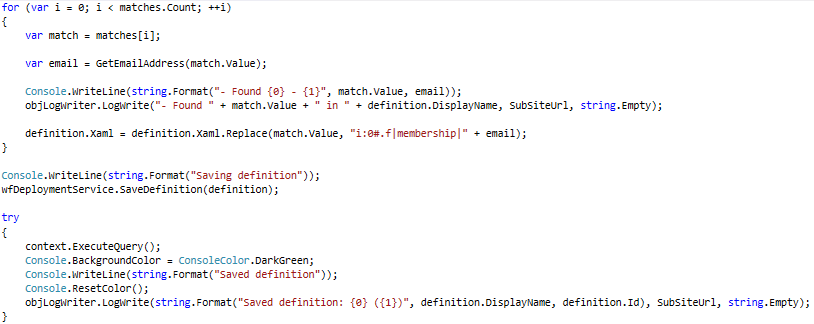 for (var i = 0; i < matches.Count; ++i)
{
    var match = matches[i];
    var email = GetEmailAddress(match.Value);
    Console.WriteLine(string.Format("- Found {0} - {1}", match.Value, email));
    objLogWriter.LogWrite("- Found " + match.Value + " in " + definition.DisplayName, SubSiteUrl, string.Empty);
    definition.Xaml = definition.Xaml.Replace(match.Value, "i:0#.f|membership|" + email);
}
Console.WriteLine(string.Format("Saving definition"));
wfDeploymentService.SaveDefinition(definition);
try
{
    context.ExecuteQuery();
    Console.BackgroundColor = ConsoleColor.DarkGreen;
    Console.WriteLine(string.Format("Saved definition"));
    Console.ResetColor();
    objLogWriter.LogWrite(string.Format("Saved definition: {0} ({1})", definition.DisplayName, definition.Id), SubSiteUrl, string.Empty);
}